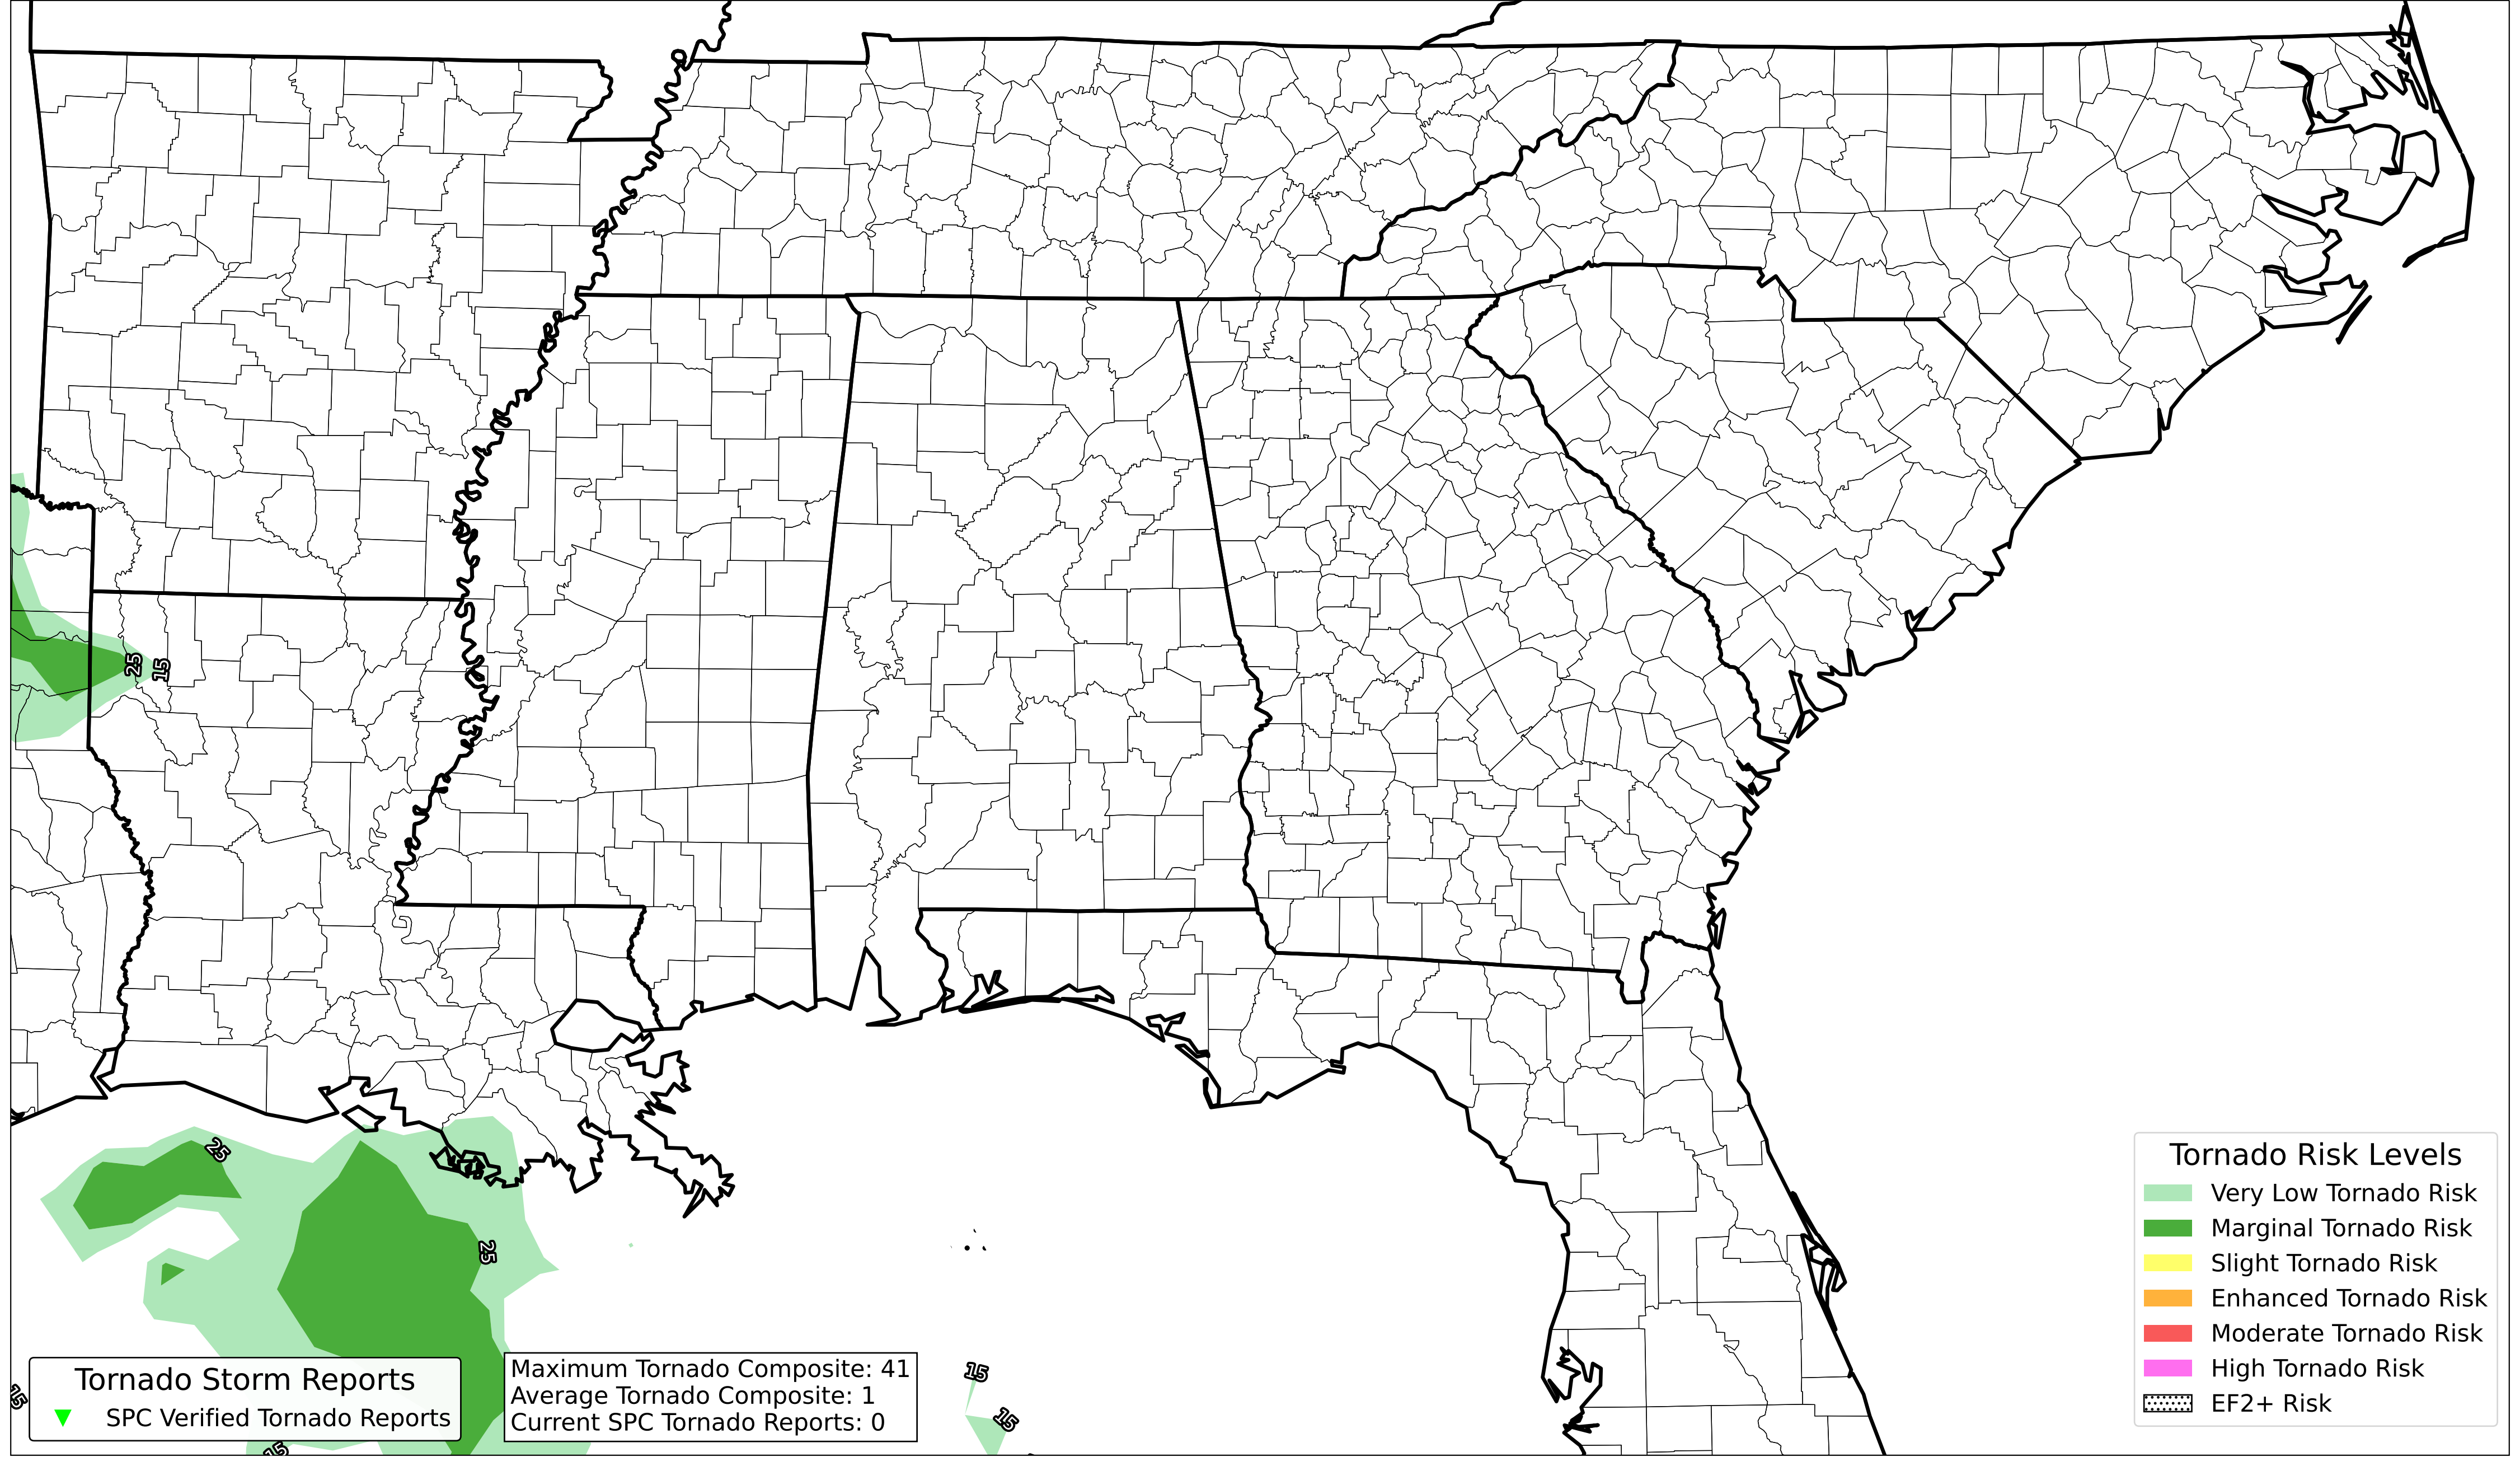 25
15
25
25
15
15
15
15
Tornado Storm Reports
SPC Verified Tornado Reports
Maximum Tornado Composite: 41
Average Tornado Composite: 1
Current SPC Tornado Reports: 0
Tornado Risk Levels
Very Low Tornado Risk
Marginal Tornado Risk
Slight Tornado Risk
Enhanced Tornado Risk
Moderate Tornado Risk
High Tornado Risk
EF2+ Risk